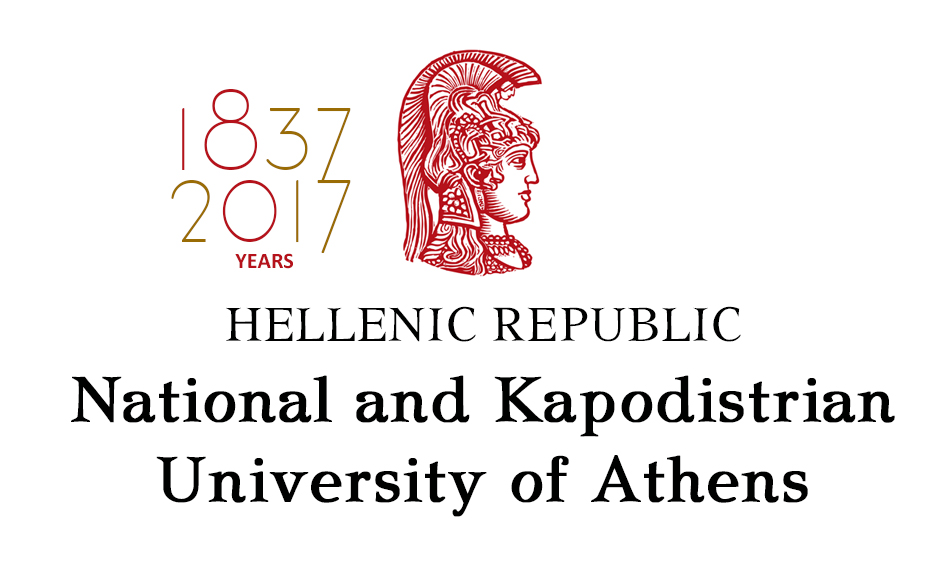 1837
2017
YEARS
HELLENIC REPUBLIC
National and Kapodistrian
University of Athens